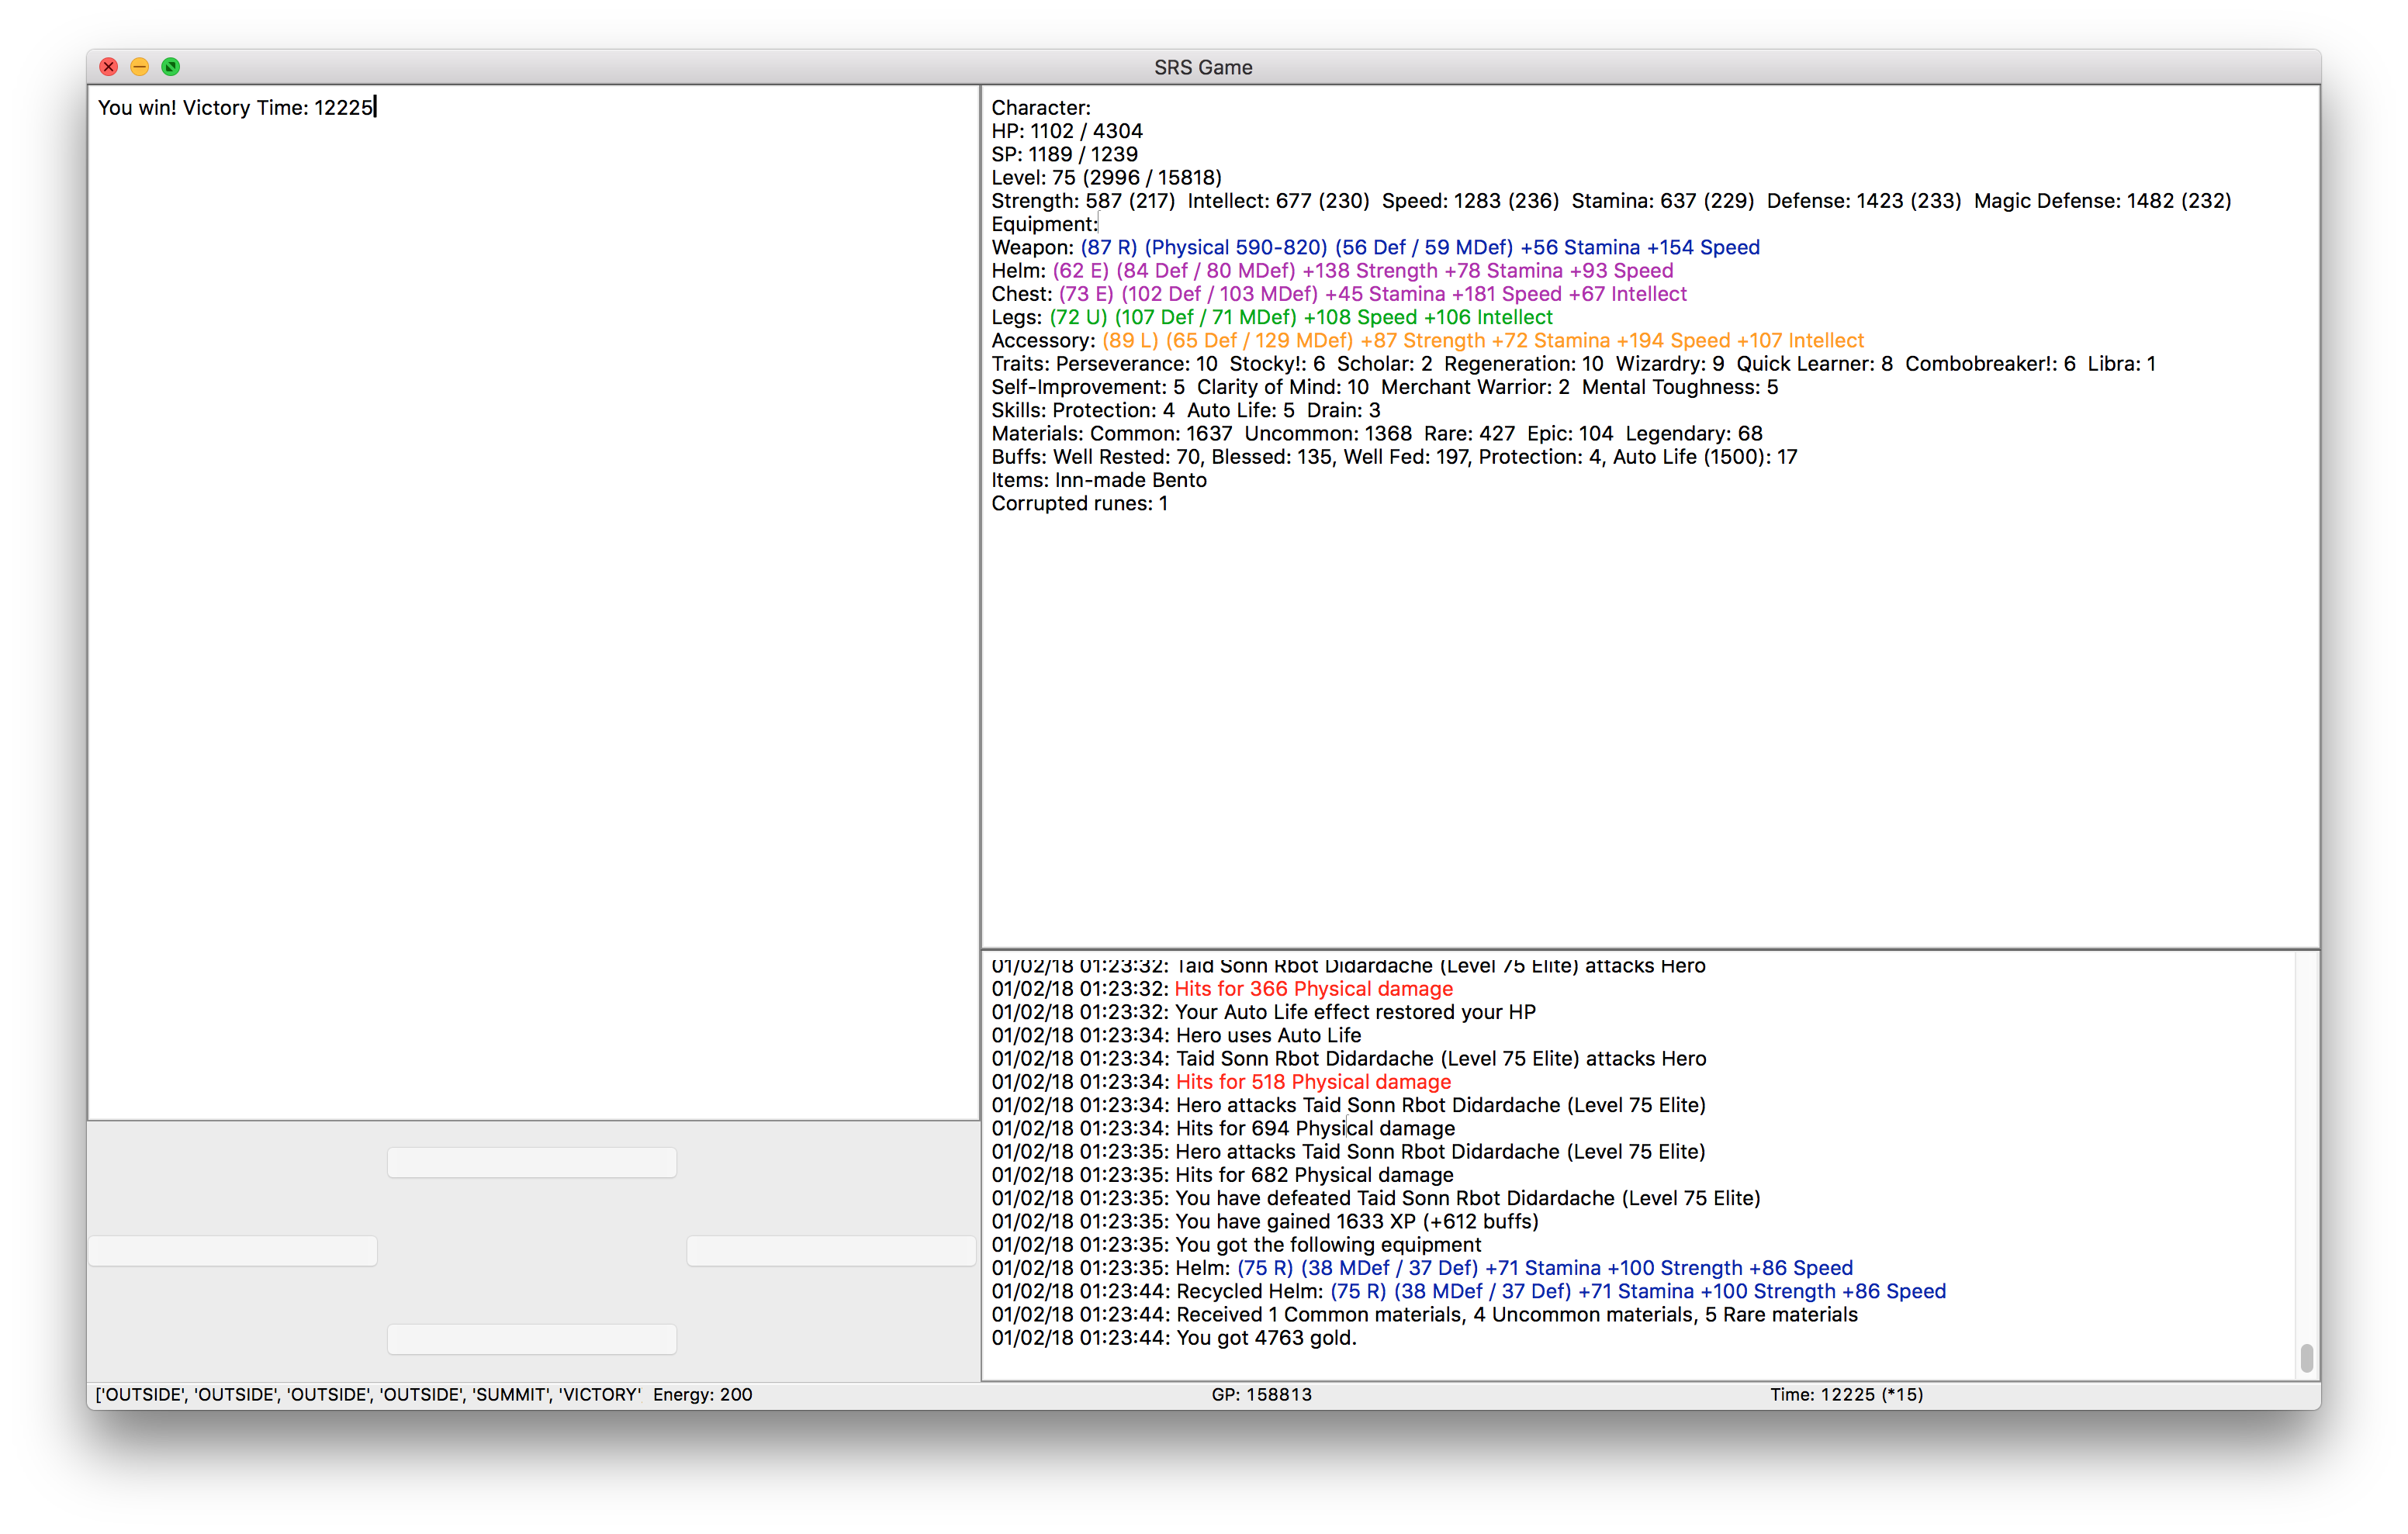 SRS Game
You win! Victory Time: 12225
Character:
HP: 1102 / 4304
SP: 1189 / 1239
Level: 75 (2996 / 15818)
Strength: 587 (217)  Intellect: 677 (230)  Speed: 1283 (236)  Stamina: 637 (229)  Defense: 1423 (233)  Magic Defense: 1482 (232)
Equipment:
Weapon: (87 R) (Physical 590-820) (56 Def / 59 MDef) +56 Stamina +154 Speed
Helm: (62 E) (84 Def / 80 MDef) +138 Strength +78 Stamina +93 Speed
Chest: (73 E) (102 Def / 103 MDef) +45 Stamina +181 Speed +67 Intellect
Legs: (72 U) (107 Def / 71 MDef) +108 Speed +106 Intellect
Accessory: (89 L) (65 Def / 129 MDef) +87 Strength +72 Stamina +194 Speed +107 Intellect
Traits: Perseverance: 10  Stocky!: 6  Scholar: 2  Regeneration: 10  Wizardry: 9  Quick Learner: 8  Combobreaker!: 6  Libra: 1
Self-Improvement: 5  Clarity of Mind: 10  Merchant Warrior: 2  Mental Toughness: 5
Skills: Protection: 4  Auto Life: 5  Drain: 3
Materials: Common: 1637  Uncommon: 1368  Rare: 427  Epic: 104  Legendary: 68
Buffs: Well Rested: 70, Blessed: 135, Well Fed: 197, Protection: 4, Auto Life (1500): 17
Items: Inn-made Bento
Corrupted runes: 1
01/02/18 01:23:32: Taid Sonn Rbot Didardache (Level 75 Elite) attacks Hero
01/02/18 01:23:32: Hits for 366 Physical damage
01/02/18 01:23:32: Your Auto Life effect restored your HP
01/02/18 01:23:34: Hero uses Auto Life
01/02/18 01:23:34: Taid Sonn Rbot Didardache (Level 75 Elite) attacks Hero
01/02/18 01:23:34: Hits for 518 Physical damage
01/02/18 01:23:34: Hero attacks Taid Sonn Rbot Didardache (Level 75 Elite)
01/02/18 01:23:34: Hits for 694 Physical damage
01/02/18 01:23:35: Hero attacks Taid Sonn Rbot Didardache (Level 75 Elite)
01/02/18 01:23:35: Hits for 682 Physical damage
01/02/18 01:23:35: You have defeated Taid Sonn Rbot Didardache (Level 75 Elite)
01/02/18 01:23:35: You have gained 1633 XP (+612 buffs)
01/02/18 01:23:35: You got the following equipment
01/02/18 01:23:35: Helm: (75 R) (38 MDef / 37 Def) +71 Stamina +100 Strength +86 Speed
01/02/18 01:23:44: Recycled Helm: (75 R) (38 MDef / 37 Def) +71 Stamina +100 Strength +86 Speed
01/02/18 01:23:44: Received 1 Common materials, 4 Uncommon materials, 5 Rare materials
01/02/18 01:23:44: You got 4763 gold.
['OUTSIDE', 'OUTSIDE', 'OUTSIDE', 'OUTSIDE', 'SUMMIT', 'VICTORY'  Energy: 200
GP: 158813
Time: 12225 (*15)